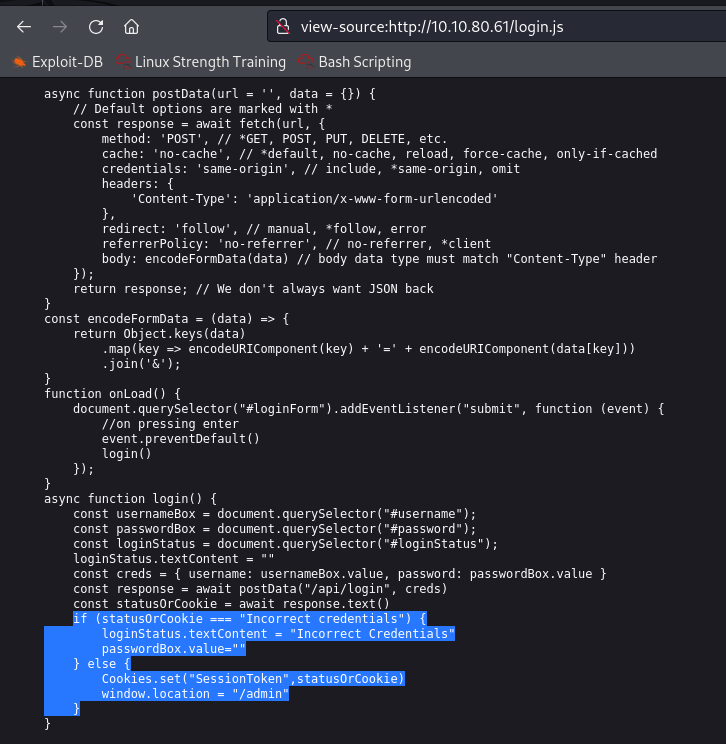 view-source:http://10.10.80.61/login.js
Exploit-DB Linux Strength Training Bash Scripting
async function postData(url = '', data = {}) {
    // Default options are marked with *
    const response = await fetch(url, {
        method: 'POST', // *GET, POST, PUT, DELETE, etc.
        cache: 'no-cache', // *default, no-cache, reload, force-cache, only-if-cached
        credentials: 'same-origin', // include, *same-origin, omit
        headers: {
            'Content-Type': 'application/x-www-form-urlencoded'
        },
        redirect: 'follow', // manual, *follow, error
        referrerPolicy: 'no-referrer', // no-referrer, *client
        body: encodeFormData(data) // body data type must match "Content-Type" header
    });
    return response; // We don't always want JSON back
}
const encodeFormData = (data) => {
    return Object.keys(data)
        .map(key => encodeURIComponent(key) + '=' + encodeURIComponent(data[key]))
        .join('&');
}
function onLoad() {
    document.querySelector("#loginForm").addEventListener("submit", function (event) {
        //on pressing enter
        event.preventDefault()
        login()
    });
}
async function login() {
    const usernameBox = document.querySelector("#username");
    const passwordBox = document.querySelector("#password");
    const loginStatus = document.querySelector("#loginStatus");
    loginStatus.textContent = ""
    const creds = { username: usernameBox.value, password: passwordBox.value }
    const response = await postData("/api/login", creds)
    const statusOrCookie = await response.text()
    if (statusOrCookie === "Incorrect credentials") {
        loginStatus.textContent = "Incorrect Credentials"
        passwordBox.value=""
    } else {
        Cookies.set("SessionToken",statusOrCookie)
        window.location = "/admin"
    }
}